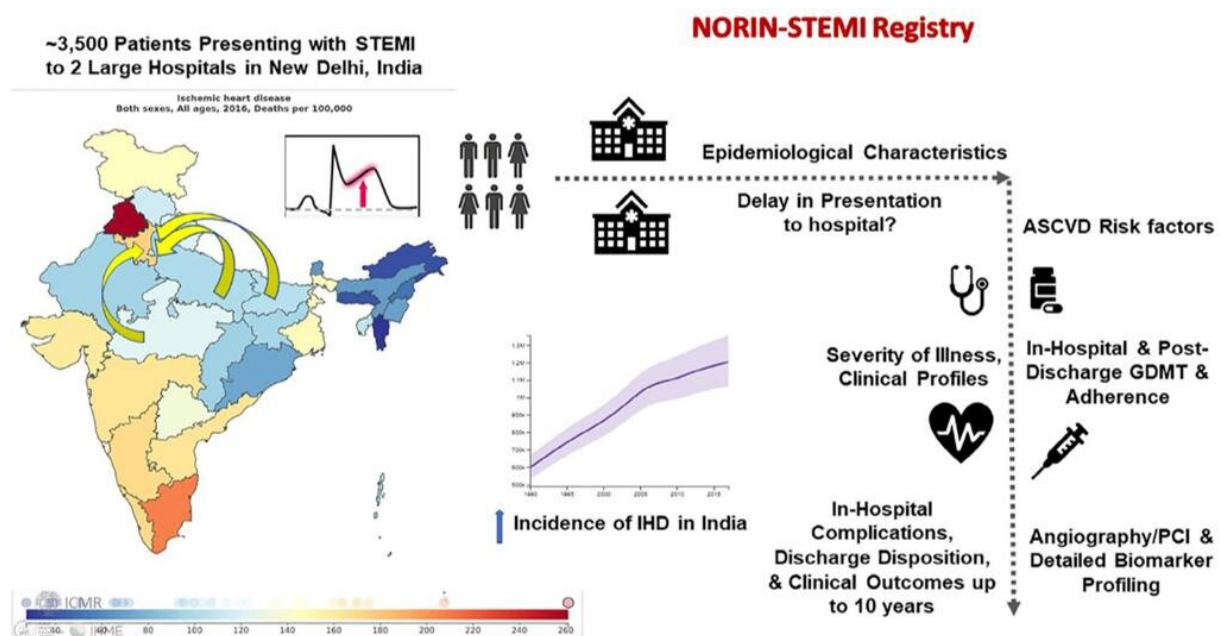 NORIN-STEMI Registry
~3,500 Patients Presenting with STEMI
to 2 Large Hospitals in New Delhi, India
Ischemic heart disease
Both sexes, All ages, 2016, Deaths per 100,000
Epidemiological Characteristics
Delay in Presentation
to hospital?
ASCVD Risk factors
Severity of Illness,
Clinical Profiles
In-Hospital & Post-
Discharge GDMT &
Adherence
1M
Incidence of IHD in India
In-Hospital
Complications,
Discharge Disposition,
& Clinical Outcomes up
to 10 years
Angiography/PCI &
Detailed Biomarker
Profiling
ICMR
IHME
40 80 100 120 140 160 180 200 220 240 260